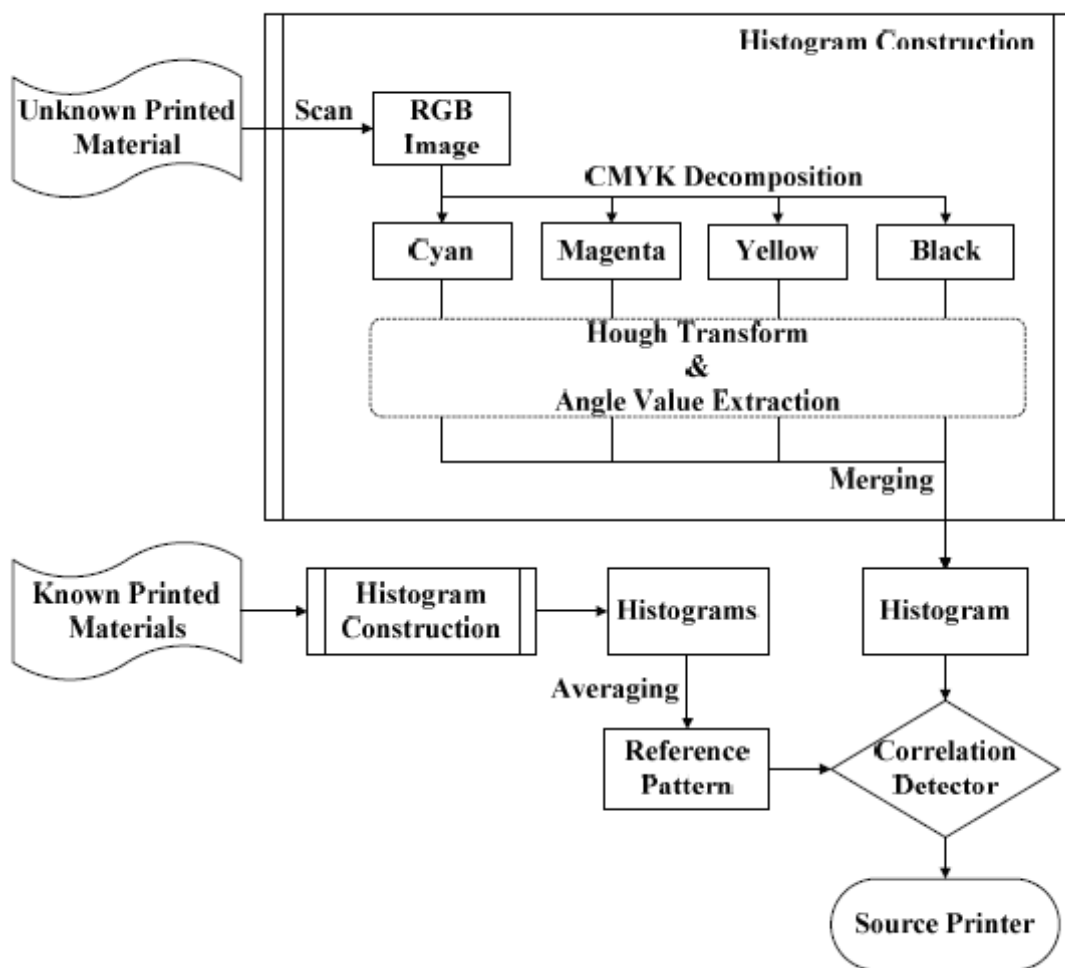 Histogram Construction
Unknown Printed
Material
Scan
RGB
Image
CMYK Decomposition
Cyan
Magenta
Yellow
Black
Hough Transform
&
Angle Value Extraction
Merging
Known Printed
Materials
Histogram
Construction
Histograms
Histogram
Averaging
Reference
Pattern
Correlation
Detector
Source Printer